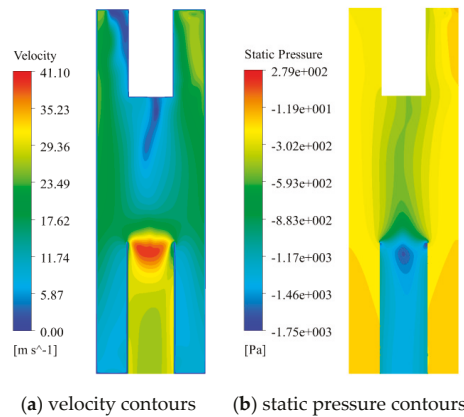 Velocity
41.10
35.23
29.36
23.49
17.62
11.74
5.87
0.00
[m s^-1]
Static Pressure
2.79e+002
-1.19e+001
-3.02e+002
-5.93e+002
-8.83e+002
-1.17e+003
-1.46e+003
-1.75e+003
[Pa]
(a) velocity contours
(b) static pressure contours